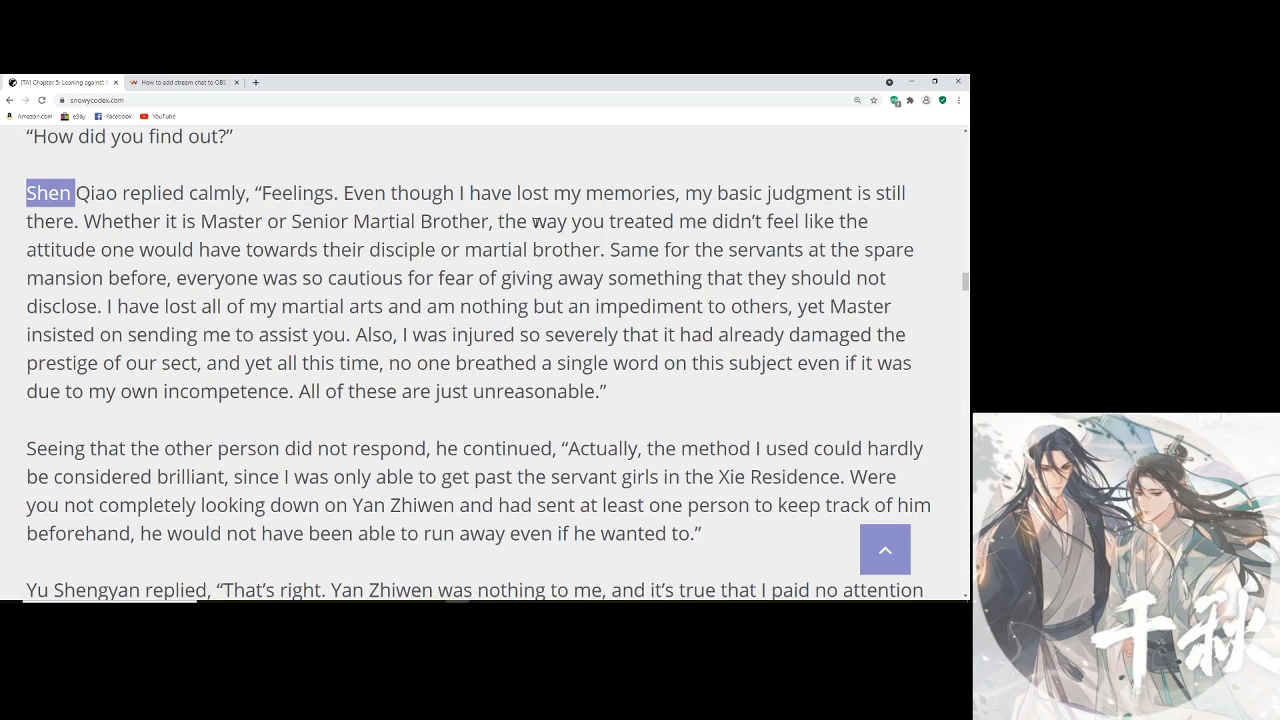 [TA] Chapter 5: Leaning against t
How to add stream chat to OBS
snowycodex.com
Amazon.com
eBay
Facebook
YouTube
“How did you find out?”
Shen Qiao replied calmly, “Feelings. Even though I have lost my memories, my basic judgment is still
there. Whether it is Master or Senior Martial Brother, the way you treated me didn’t feel like the
attitude one would have towards their disciple or martial brother. Same for the servants at the spare
mansion before, everyone was so cautious for fear of giving away something that they should not
disclose. I have lost all of my martial arts and am nothing but an impediment to others, yet Master
insisted on sending me to assist you. Also, I was injured so severely that it had already damaged the
prestige of our sect, and yet all this time, no one breathed a single word on this subject even if it was
due to my own incompetence. All of these are just unreasonable.”
Seeing that the other person did not respond, he continued, “Actually, the method I used could hardly
be considered brilliant, since I was only able to get past the servant girls in the Xie Residence. Were
you not completely looking down on Yan Zhiwen and had sent at least one person to keep track of him
beforehand, he would not have been able to run away even if he wanted to.”
Yu Shengyan replied, “That’s right. Yan Zhiwen was nothing to me, and it’s true that I paid no attention
千秋